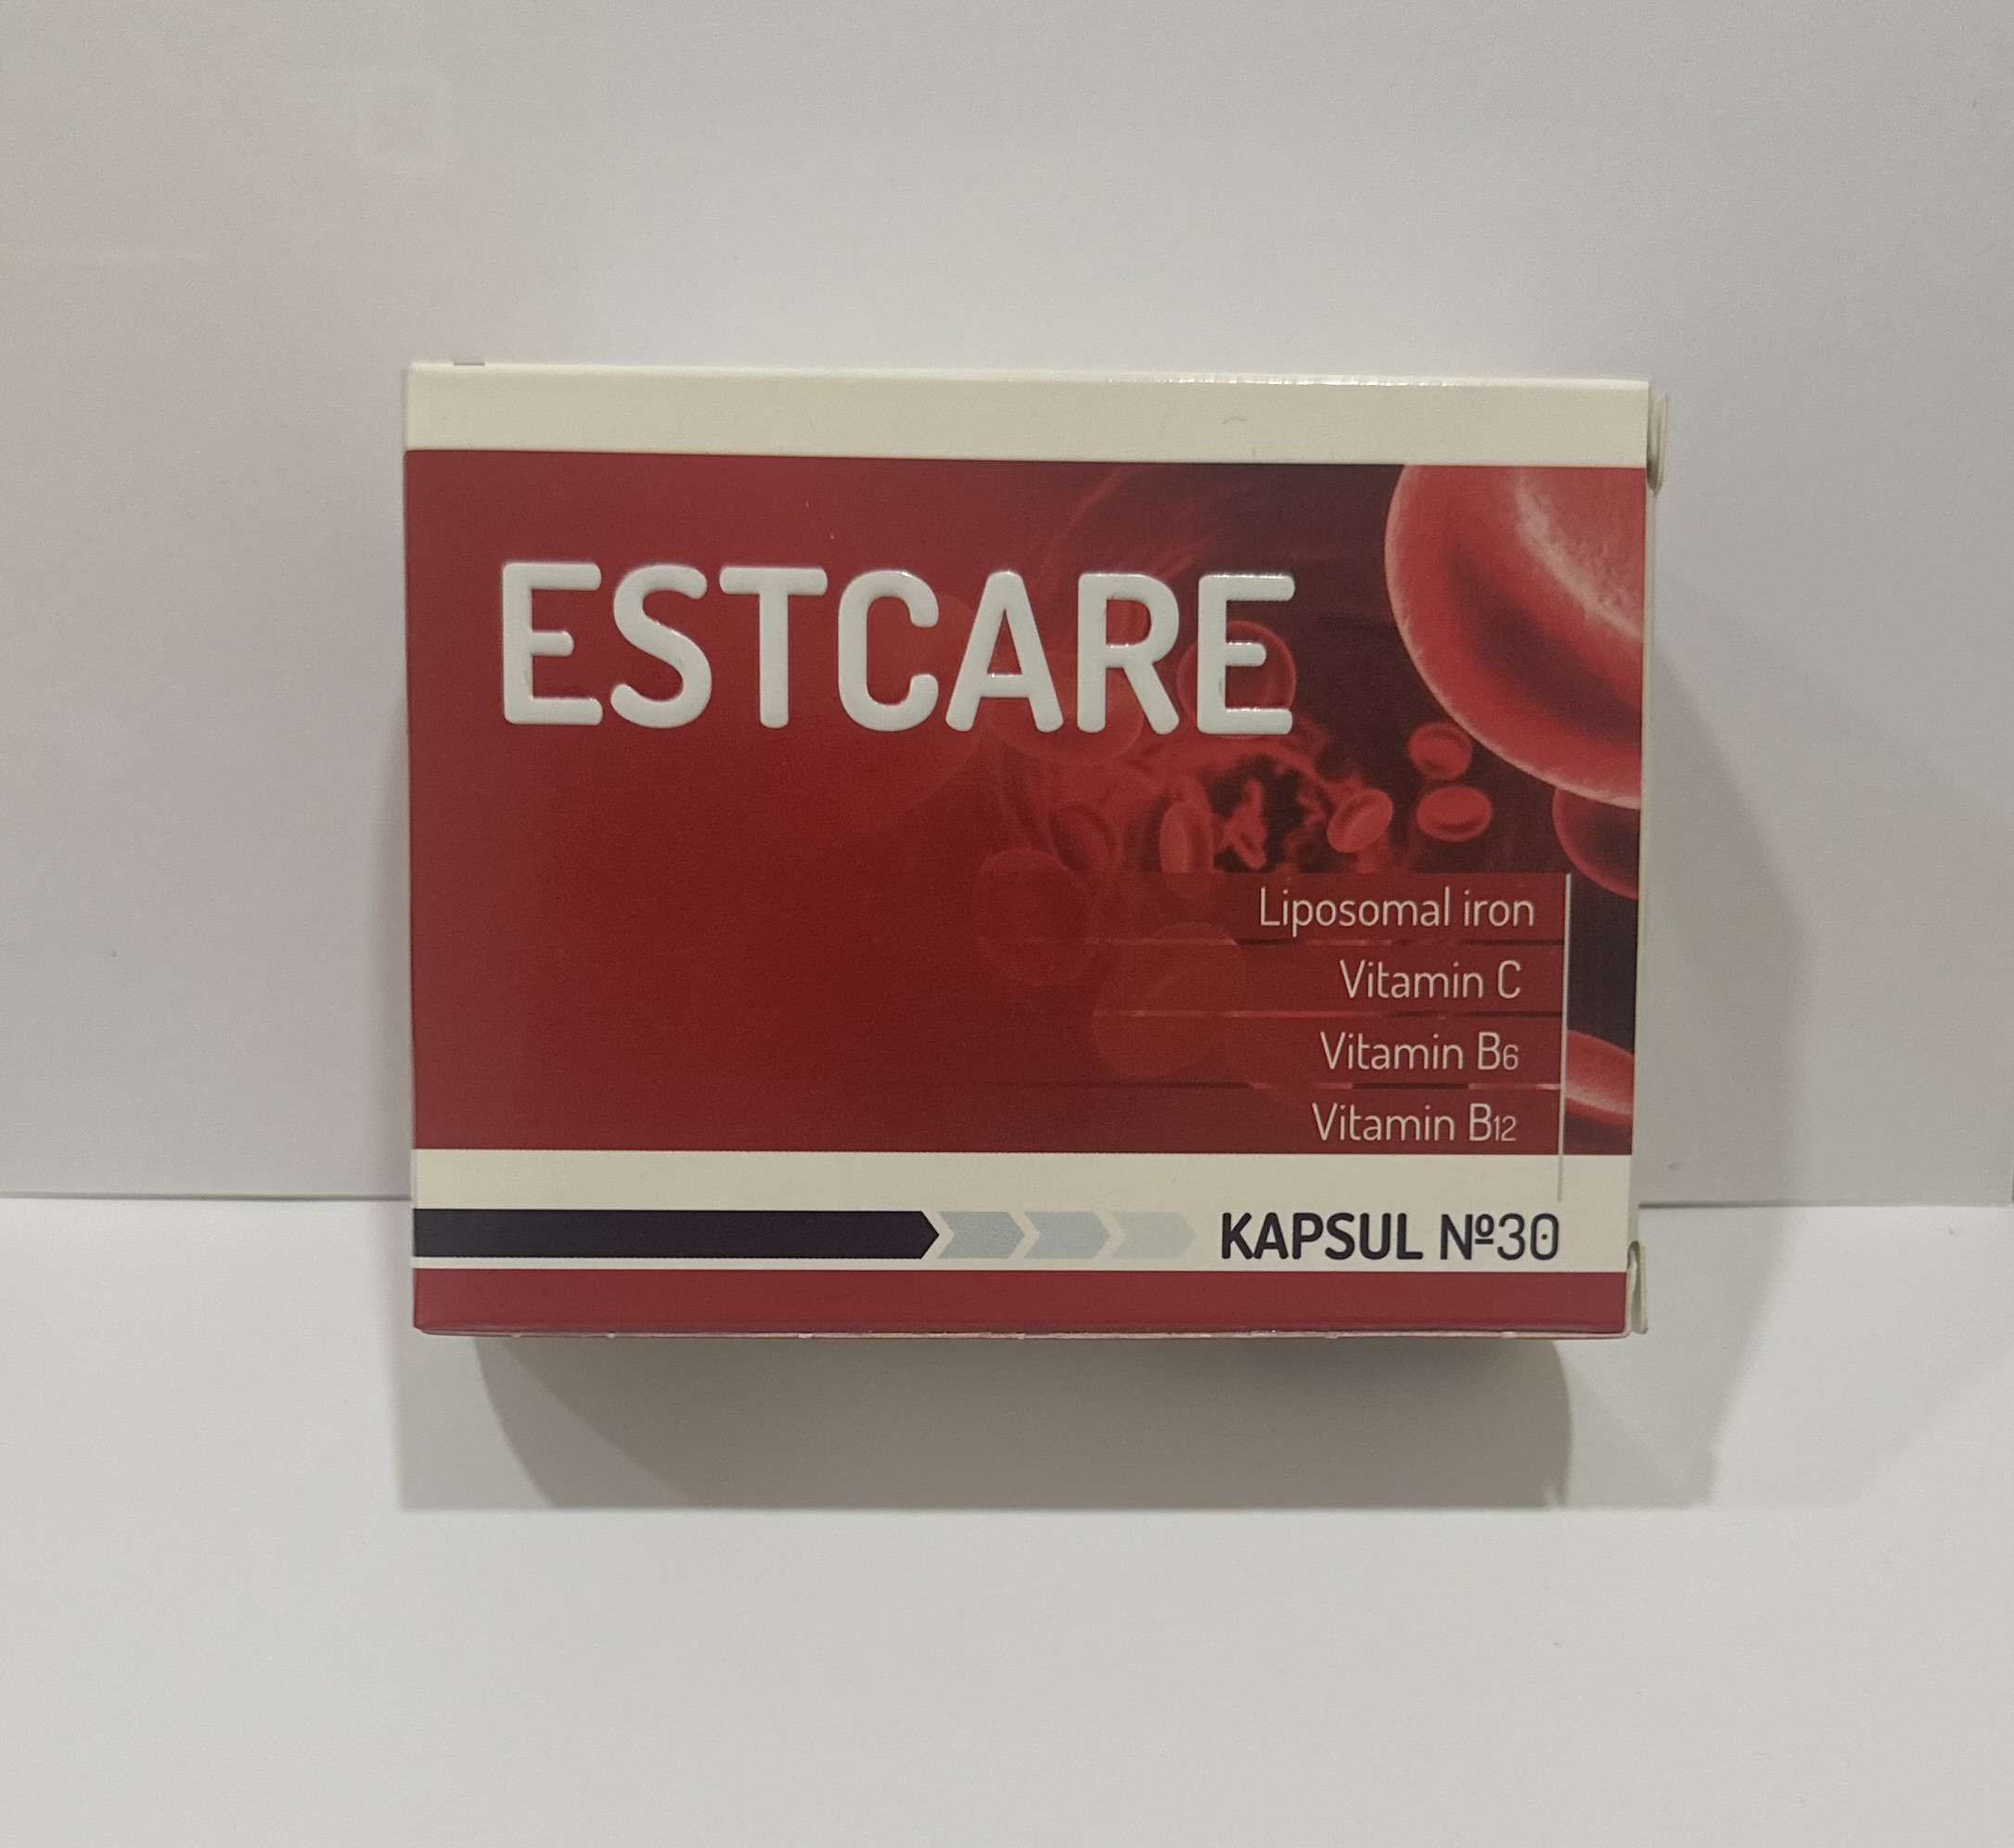 ESTCARE
Liposomal iron
Vitamin C
Vitamin B6
Vitamin B12
KAPSUL Nº30